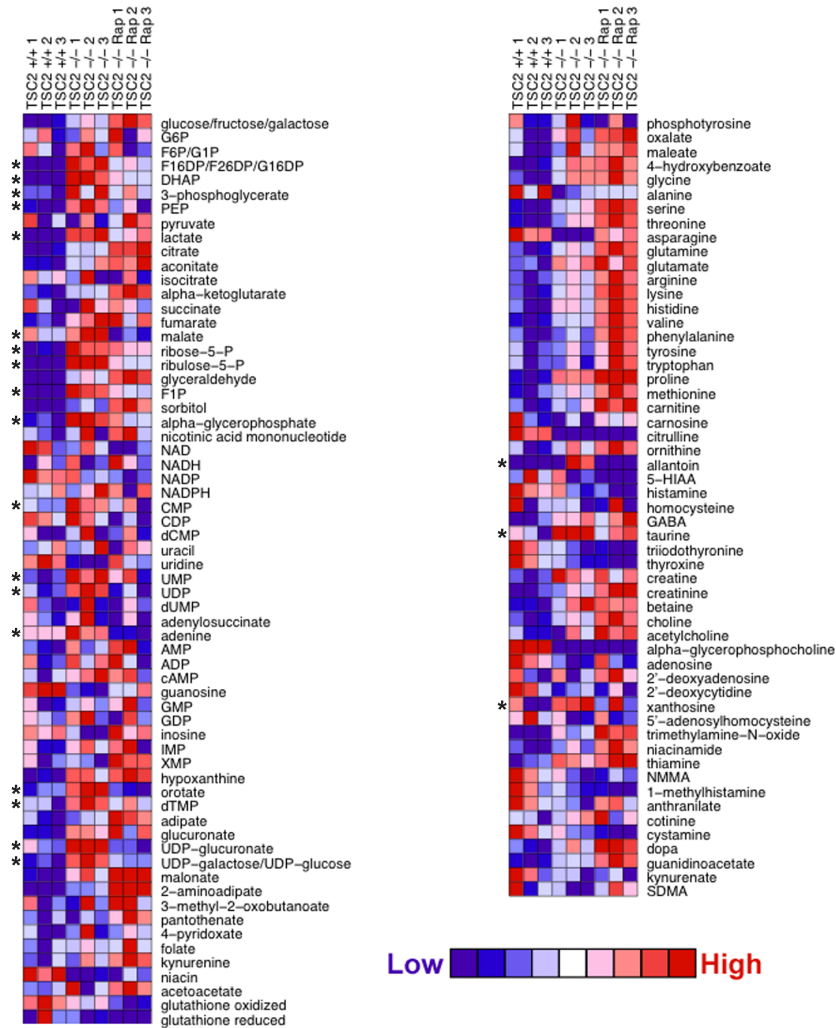 TSC2 +/+ 1
TSC2 +/+ 2
TSC2 +/+ 3
TSC2 −/− 1
TSC2 −/− 2
TSC2 −/− 3
TSC2 −/− Rap 1
TSC2 −/− Rap 2
TSC2 −/− Rap 3
glucose/fructose/galactose
G6P
F6P/G1P
* F16DP/F26DP/G16DP
* DHAP
* 3−phosphoglycerate
* PEP
pyruvate
* lactate
citrate
aconitate
isocitrate
alpha−ketoglutarate
succinate
fumarate
* malate
* ribose−5−P
* ribulose−5−P
glyceraldehyde
* F1P
sorbitol
* alpha−glycerophosphate
nicotinic acid mononucleotide
NAD
NADH
NADP
NADPH
* CMP
CDP
dCMP
uracil
uridine
* UMP
* UDP
dUMP
adenylosuccinate
* adenine
AMP
ADP
cAMP
guanosine
GMP
GDP
inosine
IMP
XMP
hypoxanthine
* orotate
* dTMP
adipate
glucuronate
* UDP−glucuronate
* UDP−galactose/UDP−glucose
malonate
2−aminoadipate
3−methyl−2−oxobutanoate
pantothenate
4−pyridoxate
folate
kynurenine
niacin
acetoacetate
glutathione oxidized
glutathione reduced
TSC2 +/+ 1
TSC2 +/+ 2
TSC2 +/+ 3
TSC2 −/− 1
TSC2 −/− 2
TSC2 −/− 3
TSC2 −/− Rap 1
TSC2 −/− Rap 2
TSC2 −/− Rap 3
phosphotyrosine
oxalate
maleate
4−hydroxybenzoate
glycine
alanine
serine
threonine
asparagine
glutamine
glutamate
arginine
lysine
histidine
valine
phenylalanine
tyrosine
tryptophan
proline
methionine
carnitine
carnosine
citrulline
ornithine
* allantoin
5−HIAA
histamine
homocysteine
GABA
* taurine
triiodothyronine
thyroxine
creatine
creatinine
betaine
choline
acetylcholine
alpha−glycerophosphocholine
adenosine
2'−deoxyadenosine
2'−deoxycytidine
* xanthosine
5'−adenosylhomocysteine
trimethylamine−N−oxide
niacinamide
thiamine
NMMA
1−methylhistamine
anthranilate
cotinine
cystamine
dopa
guanidinoacetate
kynurenate
SDMA
Low High